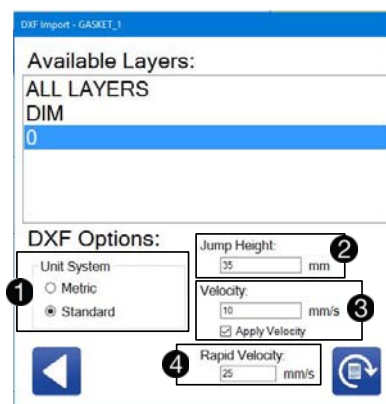 DXF Import - GASKET_1
Available Layers:
ALL LAYERS
DIM
0
DXF Options:
1
Unit System
Metric
Standard
Jump Height:
2
35 mm
Velocity:
10 mm/s
3
Apply Velocity
4
Rapid Velocity:
25 mm/s